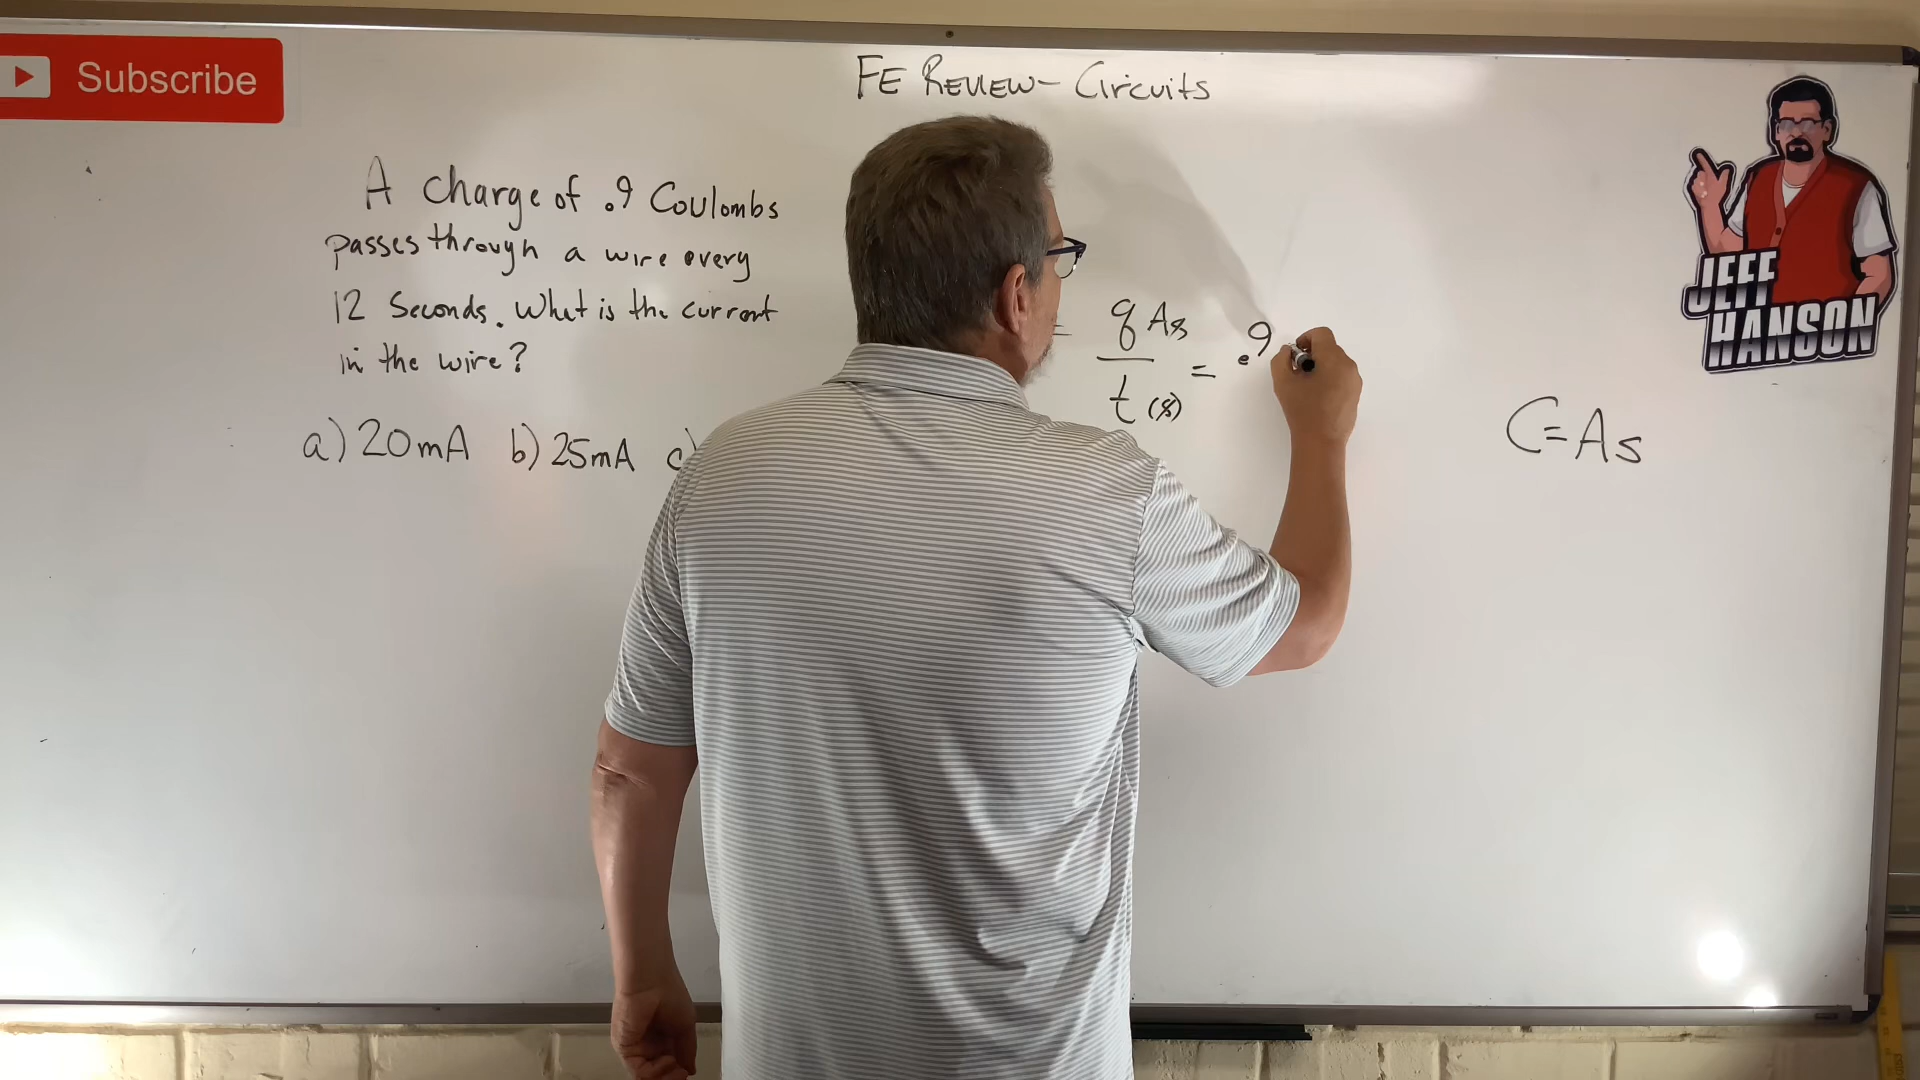 Subscribe
FE REVIEW- Circuits
A charge of .9 Coulombs
passes through a wire every
12 Seconds. What is the current
in the wire?
a) 20mA b) 25mA c)
= q As
t (s)
= .9
C=As
JEFF
HANSON